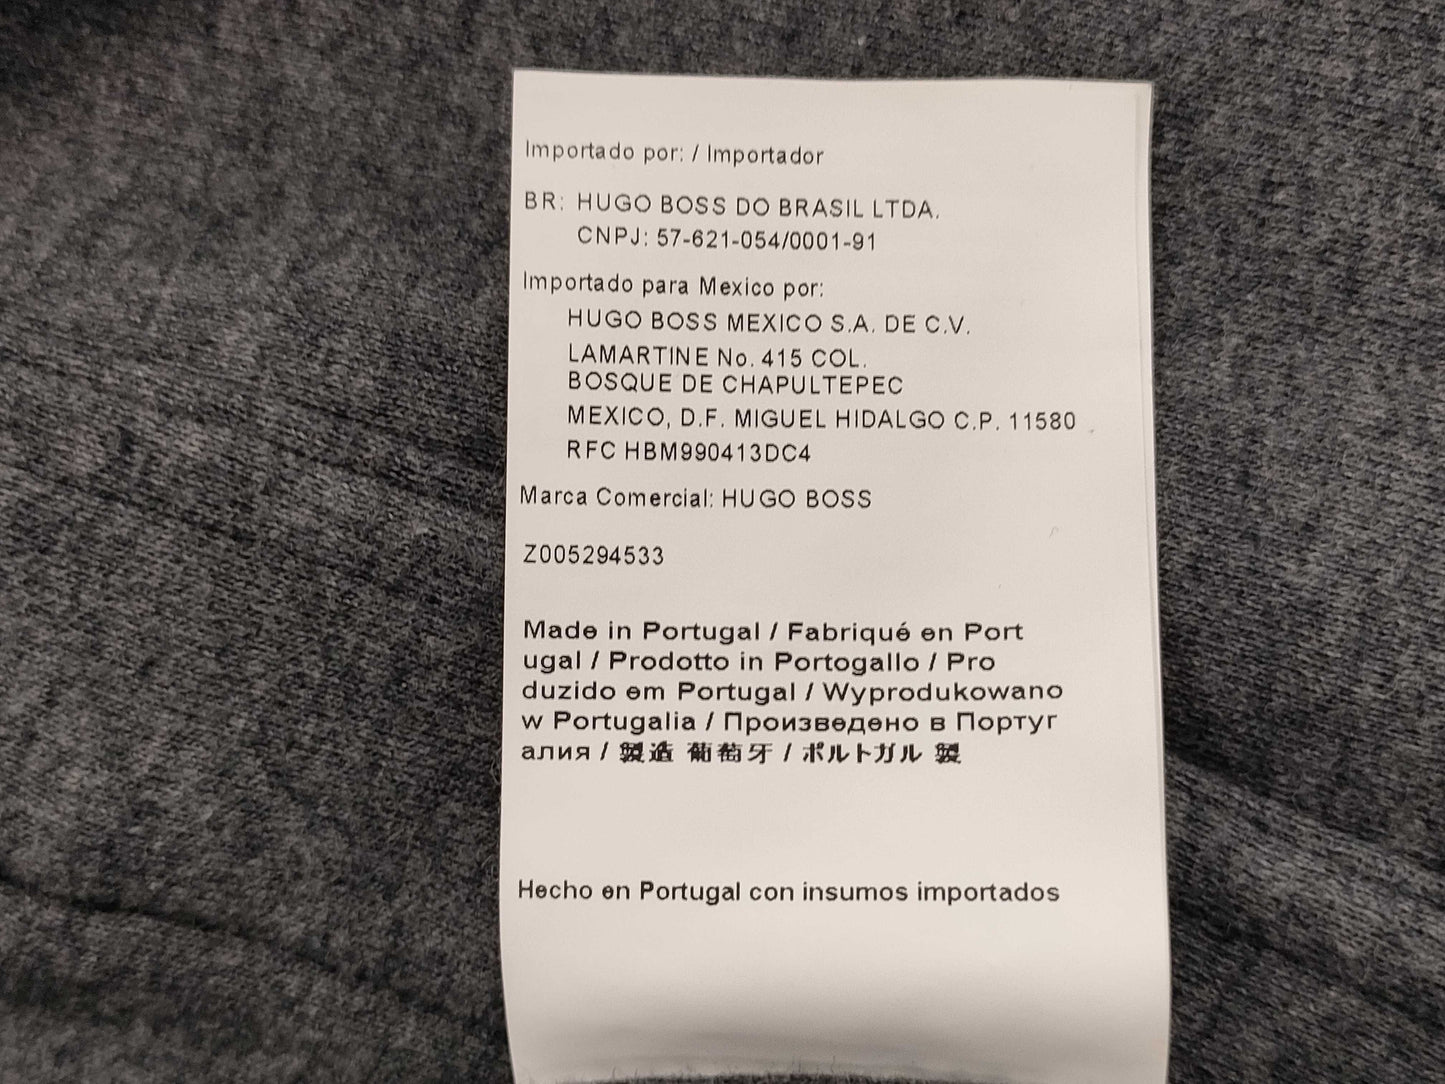 Importado por: / Importador
BR: HUGO BOSS DO BRASIL LTDA.
CNPJ: 57-621-054/0001-91
Importado para Mexico por:
HUGO BOSS MEXICO S.A. DE C.V.
LAMARTINE No. 415 COL.
BOSQUE DE CHAPULTEPEC
MEXICO, D.F. MIGUEL HIDALGO C.P. 11580
RFC HBM990413DC4
Marca Comercial: HUGO BOSS
Z005294533
Made in Portugal / Fabriqué en Port
ugal / Prodotto in Portogallo / Pro
duzido em Portugal / Wyprodukowano
w Portugalia / Произведено в Португ
алия / 製造 葡萄牙 / ポルトガル 製
Hecho en Portugal con insumos importados